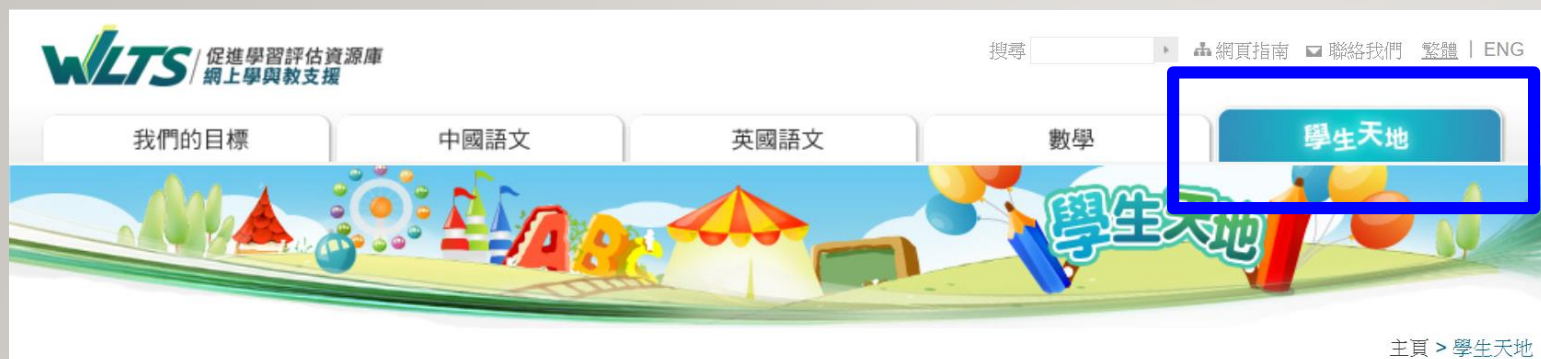 WLTS 促進學習評估資源庫
網上學與教支援
搜尋 網頁指南 聯絡我們 繁體 | ENG
我們的目標 中國語文 英國語文 數學 學生天地
ABC
學生天地
主頁 > 學生天地